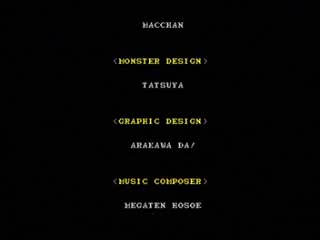 MACCHAN
<MONSTER DESIGN>
TATSUYA
<GRAPHIC DESIGN>
ARAKAWA DA!
<MUSIC COMPOSER>
MEGATEN HOSOE